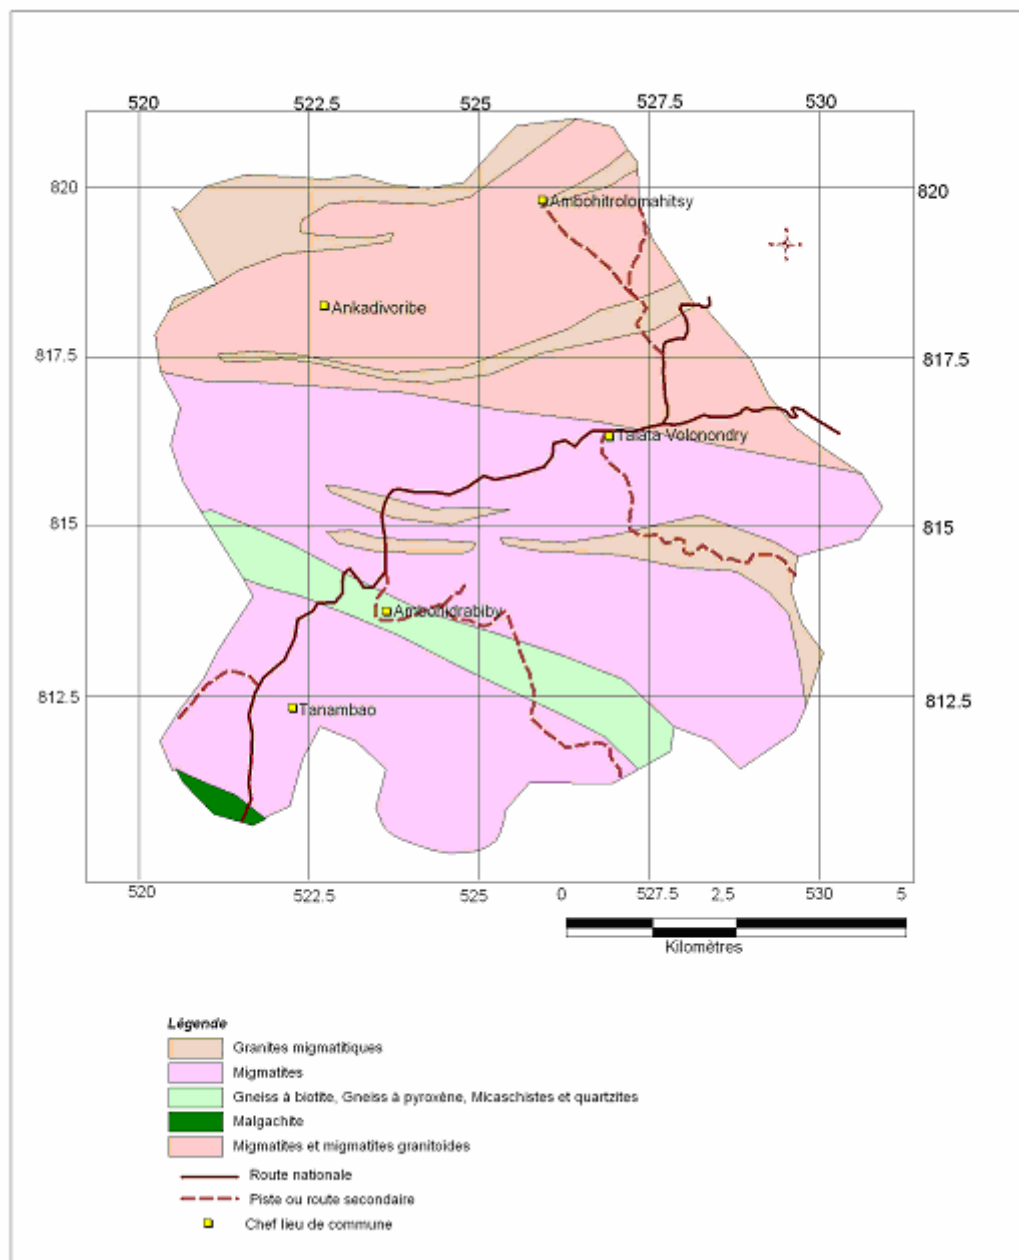 520 522.5 525 527.5 530
820 820
Ambohitrolomahitsy
Ankadivoribe
817.5 817.5
Talata-Volonondry
815 815
Ambohidrabiby
812.5 812.5
Tanambao
520 522.5 525 527.5 530
0 2.5 5
Kilomètres
Légende
Granites migmatitiques
Migmatites
Gneiss à biotite, Gneiss à pyroxène, Micaschistes et quartzites
Malgachite
Migmatites et migmatites granitoïdes
Route nationale
Piste ou route secondaire
Chef lieu de commune